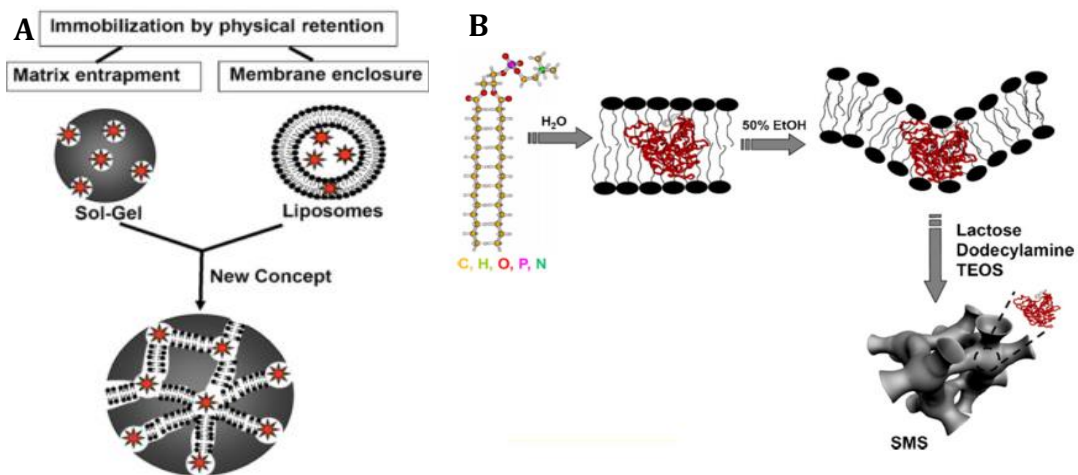 A
Immobilization by physical retention
Matrix entrapment
Membrane enclosure
Sol-Gel
Liposomes
New Concept
B
C, H, O, P, N
H₂O
50% EtOH
Lactose
Dodecylamine
TEOS
SMS